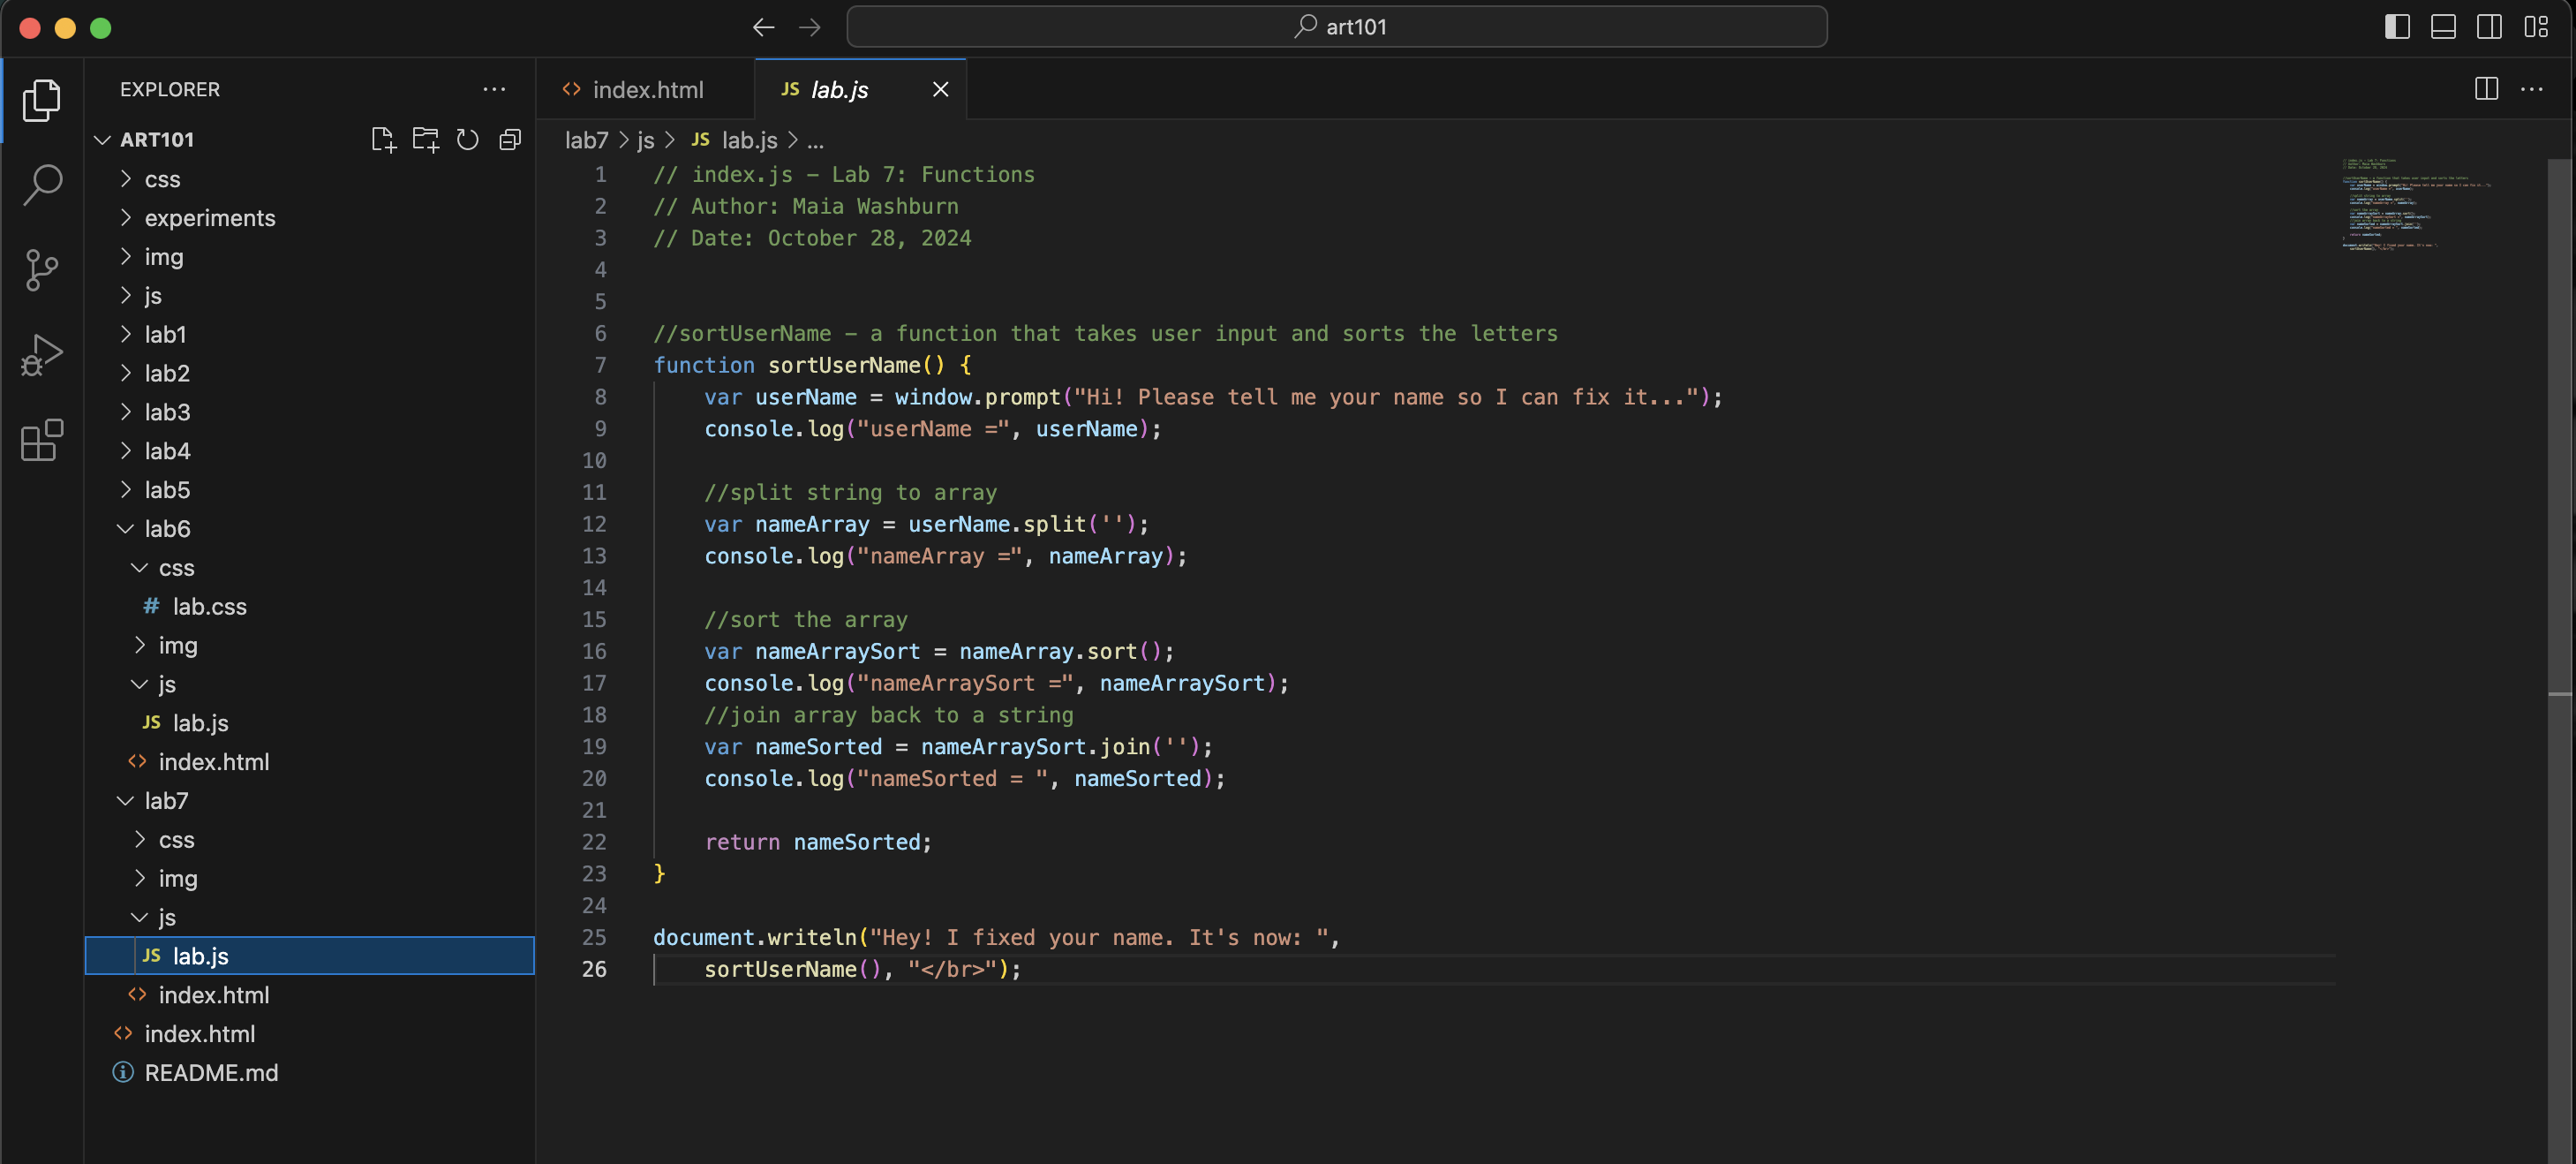 art101
EXPLORER
ART101
css
experiments
img
js
lab1
lab2
lab3
lab4
lab5
lab6
css
# lab.css
img
js
JS lab.js
<> index.html
lab7
css
img
js
JS lab.js
<> index.html
<> index.html
README.md
<> index.html
JS lab.js
lab7 > js > JS lab.js > ...
1 // index.js - Lab 7: Functions
2 // Author: Maia Washburn
3 // Date: October 28, 2024
4
5
6 //sortUserName - a function that takes user input and sorts the letters
7 function sortUserName() {
8 var userName = window.prompt("Hi! Please tell me your name so I can fix it...");
9 console.log("userName =", userName);
10
11 //split string to array
12 var nameArray = userName.split('');
13 console.log("nameArray =", nameArray);
14
15 //sort the array
16 var nameArraySort = nameArray.sort();
17 console.log("nameArraySort =", nameArraySort);
18 //join array back to a string
19 var nameSorted = nameArraySort.join('');
20 console.log("nameSorted = ", nameSorted);
21
22 return nameSorted;
23 }
24
25 document.writeln("Hey! I fixed your name. It's now: ",
26 sortUserName(), "</br>");